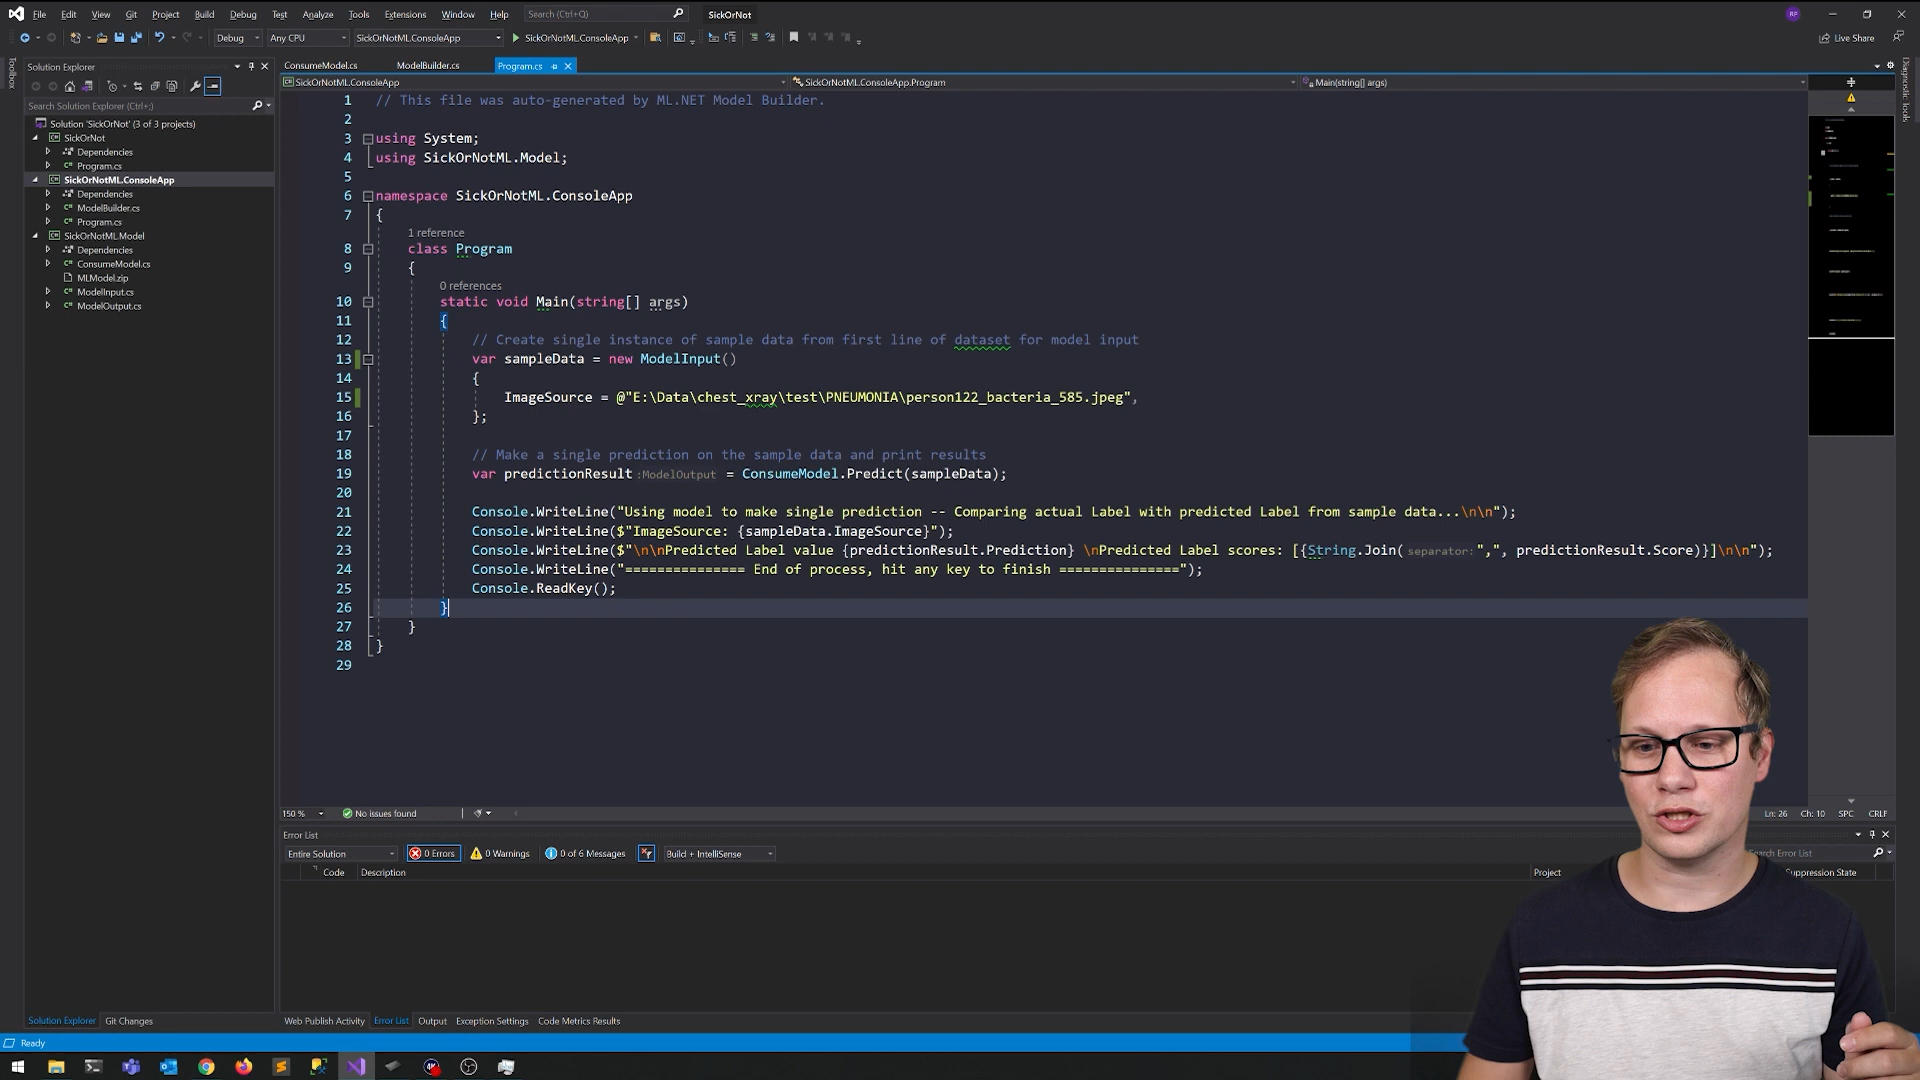 File Edit View Git Project Build Debug Test Analyze Tools Extensions Window Help Search (Ctrl+Q) SickOrNot RP
Debug Any CPU SickOrNotML.ConsoleApp SickOrNotML.ConsoleApp Live Share
Toolbox
Solution Explorer
Search Solution Explorer (Ctrl+;)
Solution 'SickOrNot' (3 of 3 projects)
SickOrNot
Dependencies
Program.cs
SickOrNotML.ConsoleApp
Dependencies
ModelBuilder.cs
Program.cs
SickOrNotML.Model
Dependencies
ConsumeModel.cs
MLModel.zip
ModelInput.cs
ModelOutput.cs
Solution Explorer Git Changes
ConsumeModel.cs ModelBuilder.cs Program.cs
SickOrNotML.ConsoleApp SickOrNotML.ConsoleApp.Program Main(string[] args)
Diagnostic Tools
1 // This file was auto-generated by ML.NET Model Builder.
2
3 using System;
4 using SickOrNotML.Model;
5
6 namespace SickOrNotML.ConsoleApp
7 {
1 reference
8 class Program
9 {
0 references
10 static void Main(string[] args)
11 {
12 // Create single instance of sample data from first line of dataset for model input
13 var sampleData = new ModelInput()
14 {
15 ImageSource = @"E:\Data\chest_xray\test\PNEUMONIA\person122_bacteria_585.jpeg",
16 };
17
18 // Make a single prediction on the sample data and print results
19 var predictionResult :ModelOutput = ConsumeModel.Predict(sampleData);
20
21 Console.WriteLine("Using model to make single prediction -- Comparing actual Label with predicted Label from sample data...\n\n");
22 Console.WriteLine($"ImageSource: {sampleData.ImageSource}");
23 Console.WriteLine($"\n\nPredicted Label value {predictionResult.Prediction} \nPredicted Label scores: [{String.Join( separator: ",", predictionResult.Score)}]\n\n");
24 Console.WriteLine("=============== End of process, hit any key to finish ===============");
25 Console.ReadKey();
26 }
27 }
28 }
29
150 % No issues found Ln: 26 Ch: 10 SPC CRLF
Error List
Entire Solution 0 Errors 0 Warnings 0 of 6 Messages Build + IntelliSense Search Error List
Code Description Project Suppression State
Web Publish Activity Error List Output Exception Settings Code Metrics Results
Ready